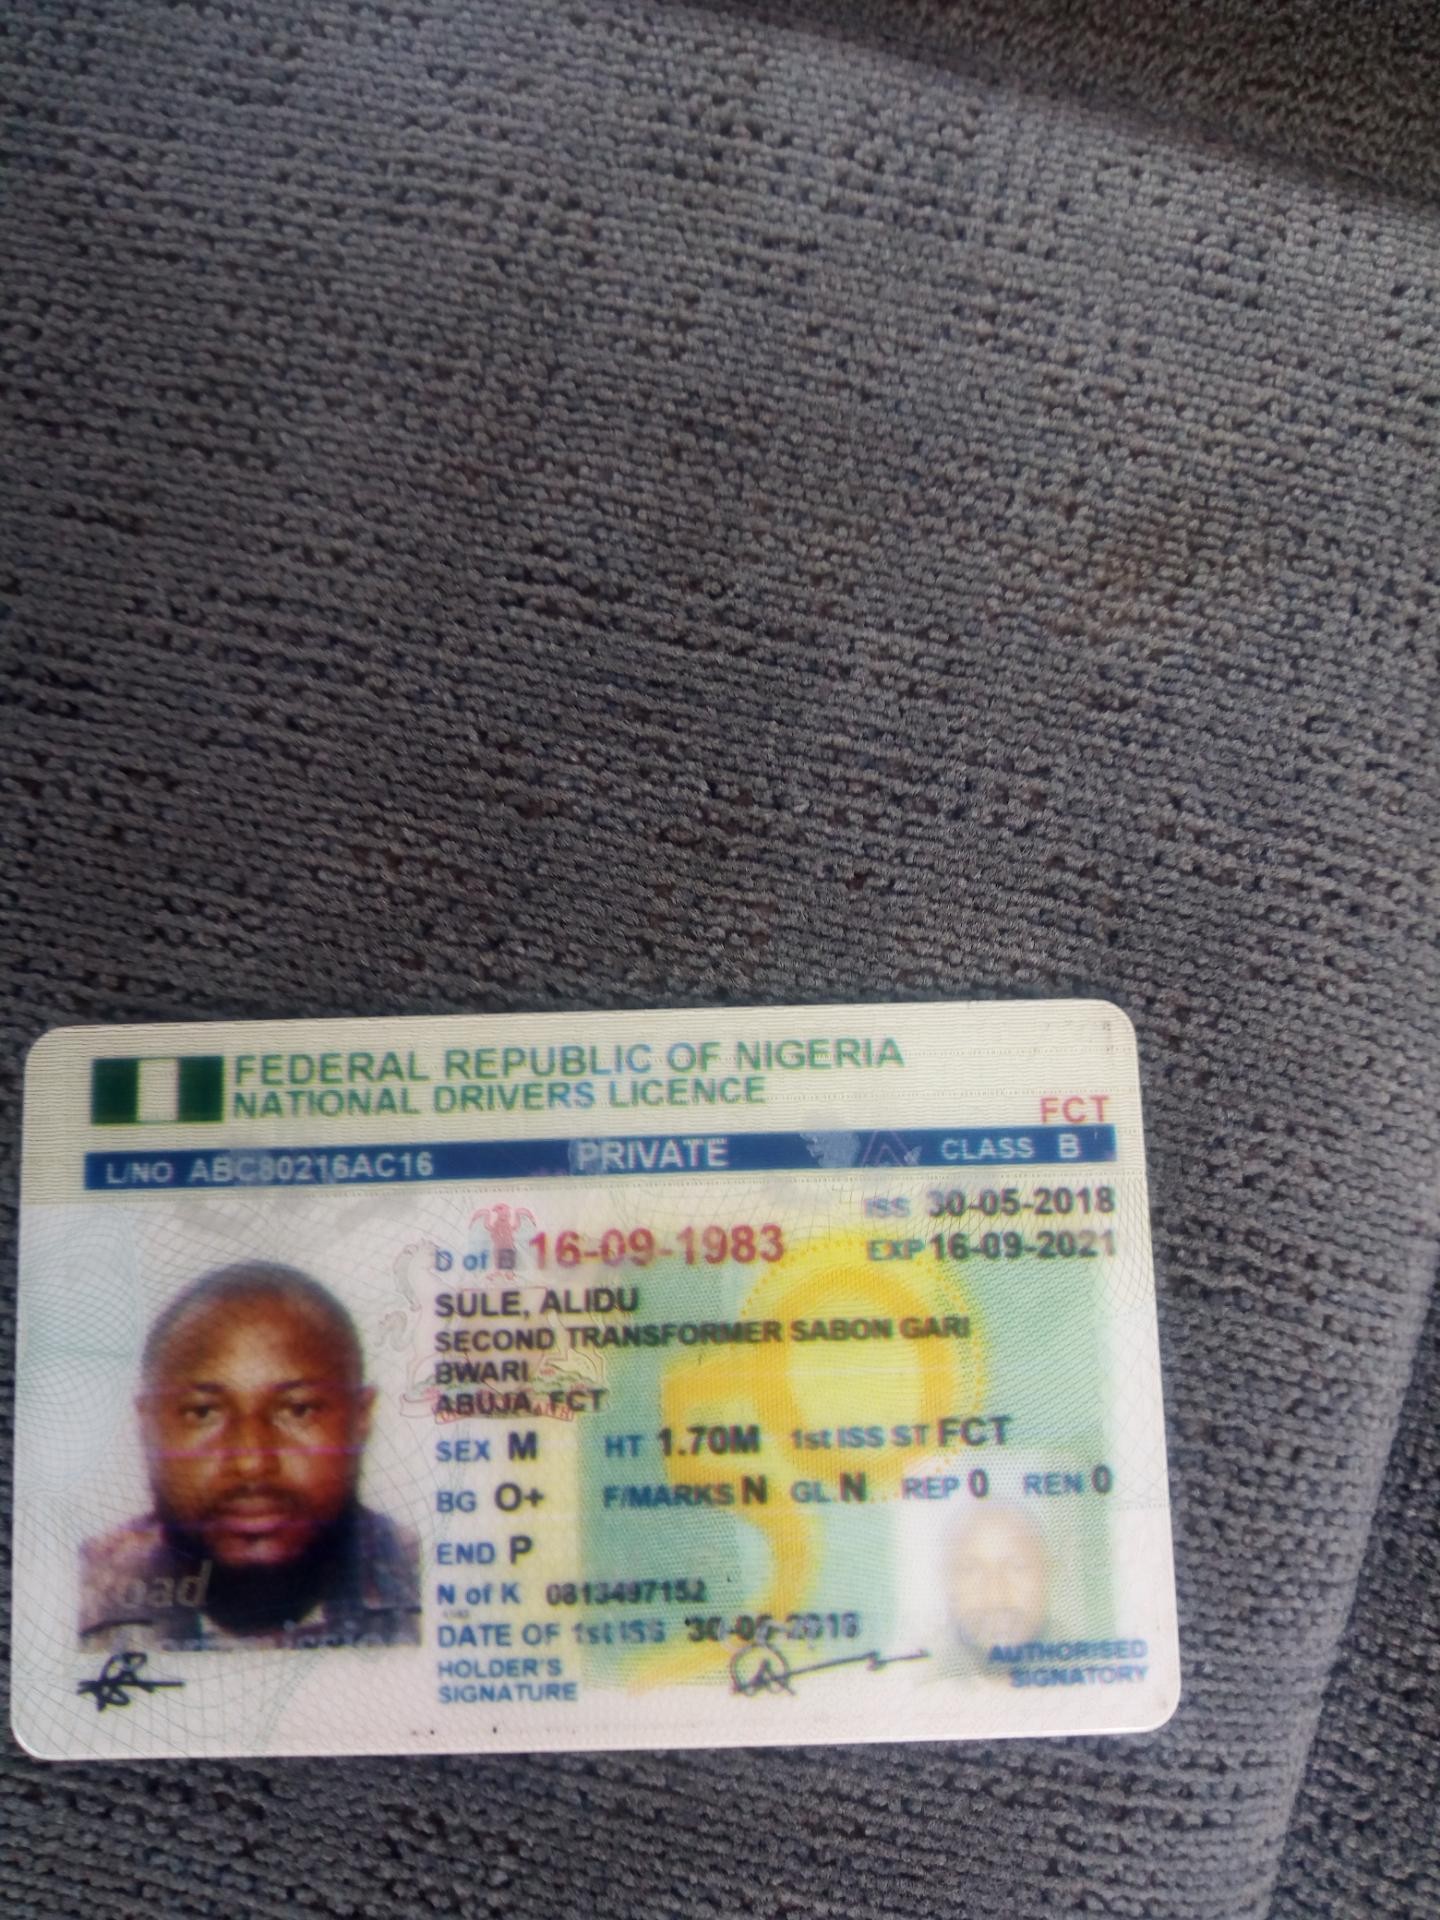 FEDERAL REPUBLIC OF NIGERIA
NATIONAL DRIVERS LICENCE
FCT
L/NO ABC80216AC16 PRIVATE CLASS B
ISS 30-05-2018
D of B 16-09-1983 EXP 16-09-2021
SULE, ALIDU
SECOND TRANSFORMER SABON GARI
BWARI
ABUJA, FCT
SEX M HT 1.70M 1st ISS ST FCT
BG O+ F/MARKS N GL N REP 0 REN 0
END P
N of K 0813497152
DATE OF 1st ISS
HOLDER'S
SIGNATURE
AUTHORISED
SIGNATORY